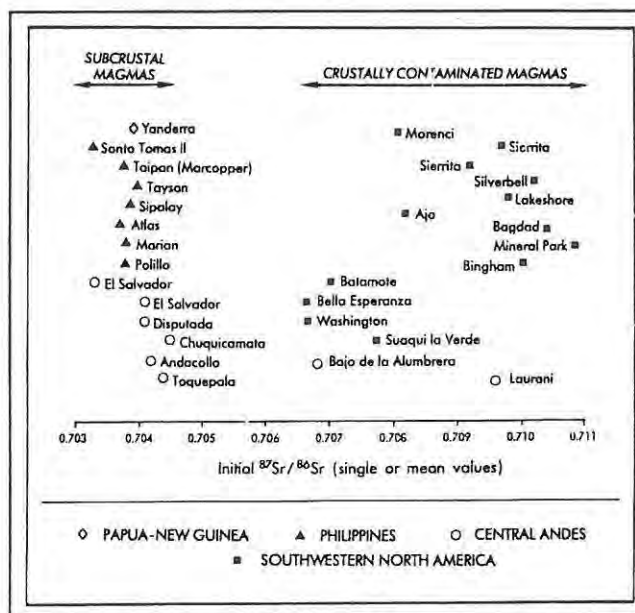 SUBCRUSTAL
MAGMAS
CRUSTALLY CONTAMINATED MAGMAS
Yanderra
Morenci
Santo Tomas II
Sierrita
Taipan (Marcopper)
Sierrita
Tayson
Silverbell
Lakeshore
Sipalay
Ajo
Atlas
Bagdad
Marian
Mineral Park
Polillo
Bingham
El Salvador
Batamote
El Salvador
Bella Esperanza
Disputada
Washington
Chuquicamata
Suaqui la Verde
Andacollo
Bajo de la Alumbrera
Toquepala
Laurani
0.703 0.704 0.705 0.706 0.707 0.708 0.709 0.710 0.711
Initial ⁸⁷Sr/⁸⁶Sr (single or mean values)
PAPUA-NEW GUINEA PHILIPPINES CENTRAL ANDES
SOUTHWESTERN NORTH AMERICA